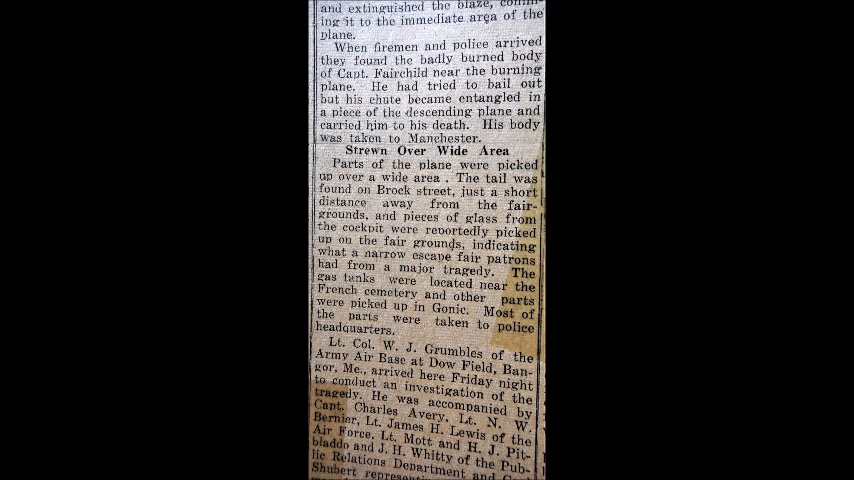 and extinguished the blaze, confin-
ing it to the immediate area of the
plane.
When firemen and police arrived
they found the badly burned body
of Capt. Fairchild near the burning
plane. He had tried to bail out
but his chute became entangled in
a piece of the descending plane and
carried him to his death. His body
was taken to Manchester.
Strewn Over Wide Area
Parts of the plane were picked
up over a wide area . The tail was
found on Brock street, just a short
distance away from the fair-
grounds, and pieces of glass from
the cockpit were reportedly picked
up on the fair grounds, indicating
what a narrow escape fair patrons
had from a major tragedy. The
gas tanks were located near the
French cemetery and other parts
were picked up in Gonic. Most of
the parts were taken to police
headquarters.
Lt. Col. W. J. Grumbles of the
Army Air Base at Dow Field, Ban-
gor, Me., arrived here Friday night
to conduct an investigation of the
tragedy. He was accompanied by
Capt. Charles Avery, Lt. N. W.
Bernier, Lt. James H. Lewis of the
Air Force, Lt. Mott and H. J. Pit-
bladdo and J. H. Whitty of the Pub-
lic Relations Department and
Shubert